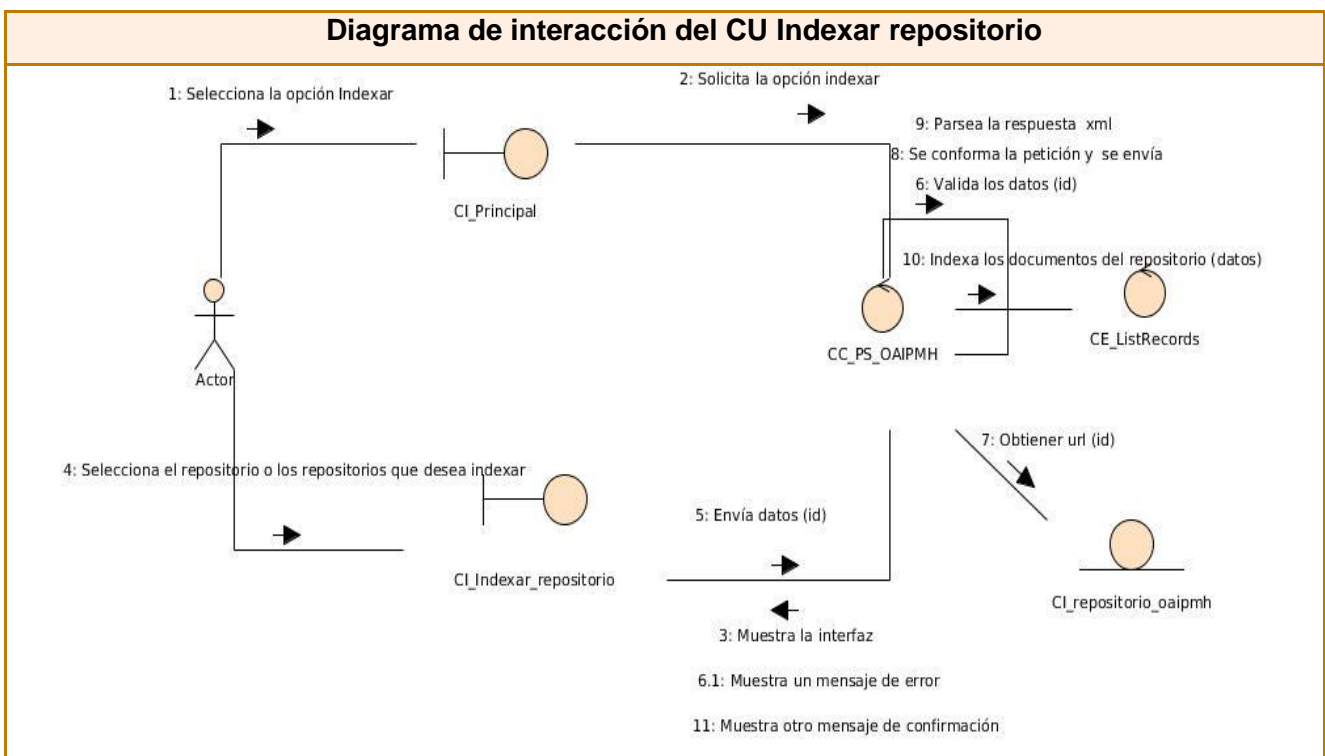 Diagrama de interacción del CU Indexar repositorio
1: Selecciona la opción Indexar
2: Solicita la opción indexar
9: Parsea la respuesta xml
8: Se conforma la petición y se envía
6: Valida los datos (id)
CI_Principal
10: Indexa los documentos del repositorio (datos)
CC_PS_OAIPMH
CE_ListRecords
Actor
4: Selecciona el repositorio o los repositorios que desea indexar
7: Obtiener url (id)
5: Envía datos (id)
CI_Indexar_repositorio
CI_repositorio_oaipmh
3: Muestra la interfaz
6.1: Muestra un mensaje de error
11: Muestra otro mensaje de confirmación